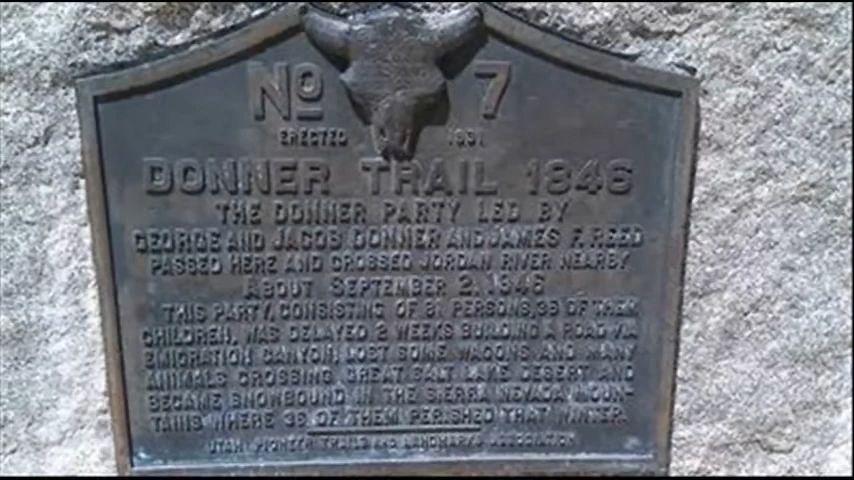 No 7
ERECTED 1931
DONNER TRAIL 1846
THE DONNER PARTY LED BY
GEORGE AND JACOB DONNER AND JAMES F. REED
PASSED HERE AND CROSSED JORDAN RIVER NEARBY
ABOUT SEPTEMBER 2, 1846
THIS PARTY, CONSISTING OF 81 PERSONS, 36 OF THEM
CHILDREN, WAS DELAYED 2 WEEKS BUILDING A ROAD VIA
EMIGRATION CANYON, LOST SOME WAGONS AND MANY
ANIMALS CROSSING GREAT SALT LAKE DESERT AND
BECAME SNOWBOUND IN THE SIERRA NEVADA MOUN-
TAINS WHERE 36 OF THEM PERISHED THAT WINTER.
UTAH PIONEER TRAILS AND LANDMARKS ASSOCIATION